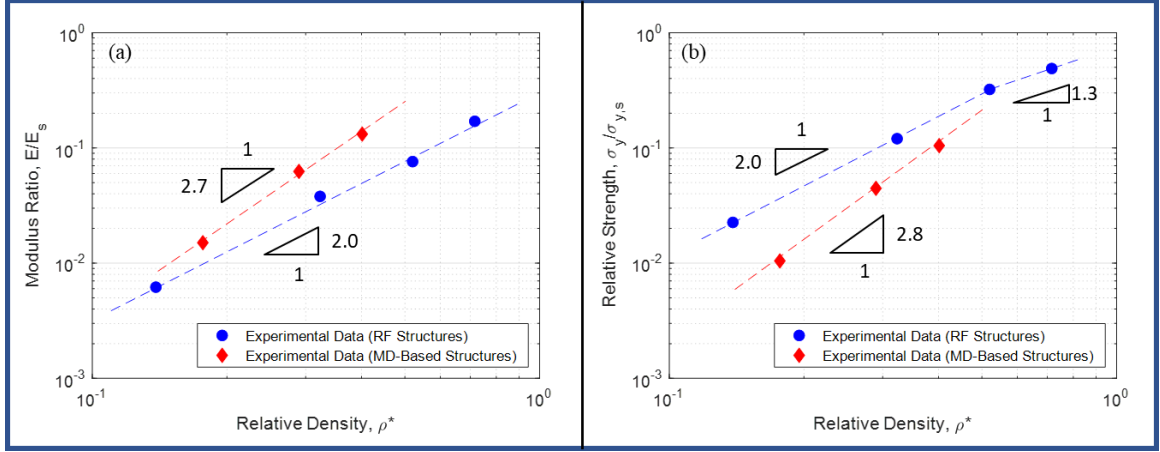 (a)
10^0
10^-1
10^-2
10^-3
Modulus Ratio, E/E_s
1
2.7
2.0
1
Experimental Data (RF Structures)
Experimental Data (MD-Based Structures)
10^-1
10^0
Relative Density, ρ*
(b)
10^0
10^-1
10^-2
10^-3
Relative Strength, σ_y/σ_y,s
1
2.0
1.3
1
2.8
1
Experimental Data (RF Structures)
Experimental Data (MD-Based Structures)
10^-1
10^0
Relative Density, ρ*